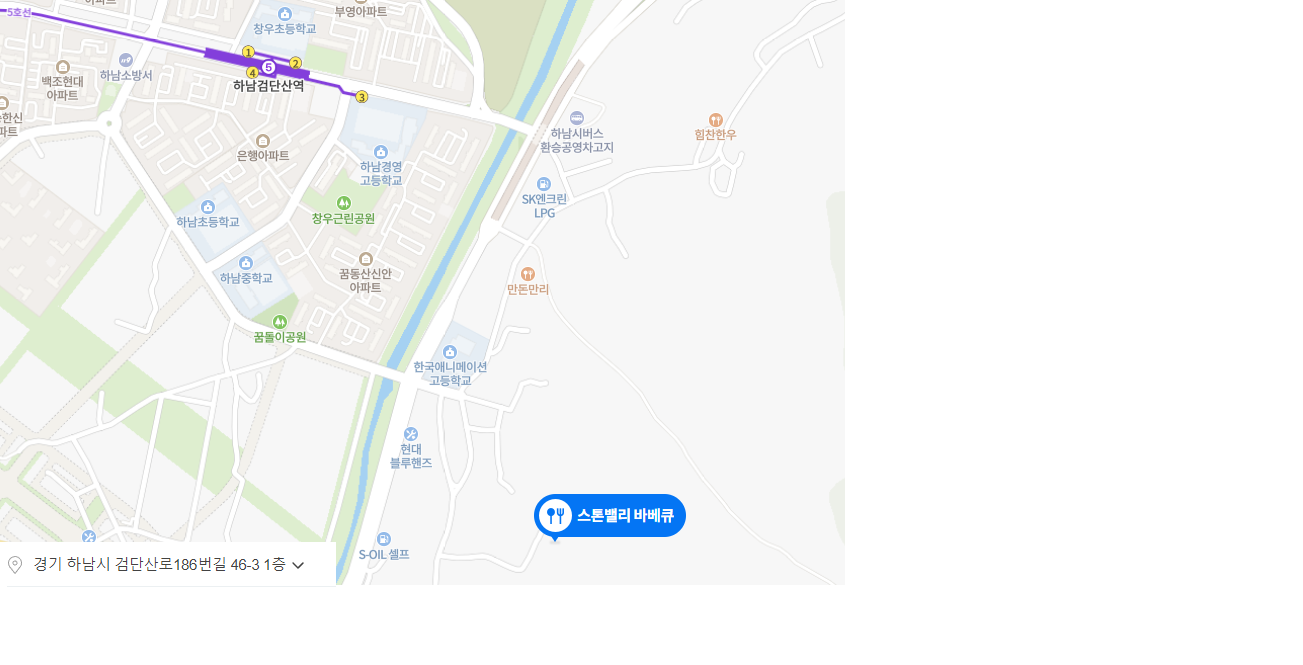 5호선
부영아파트
창우초등학교
1
2
5
4
하남검단산역
3
하남소방서
백조현대
아파트
하남시버스
환승공영차고지
힘찬한우
은행아파트
하남경영
고등학교
SK엔크린
LPG
하남초등학교
창우근린공원
하남중학교
꿈동산신안
아파트
만돈만리
꿈돌이공원
한국애니메이션
고등학교
현대
블루핸즈
스톤밸리 바베큐
S-OIL 셀프
경기 하남시 검단산로186번길 46-3 1층